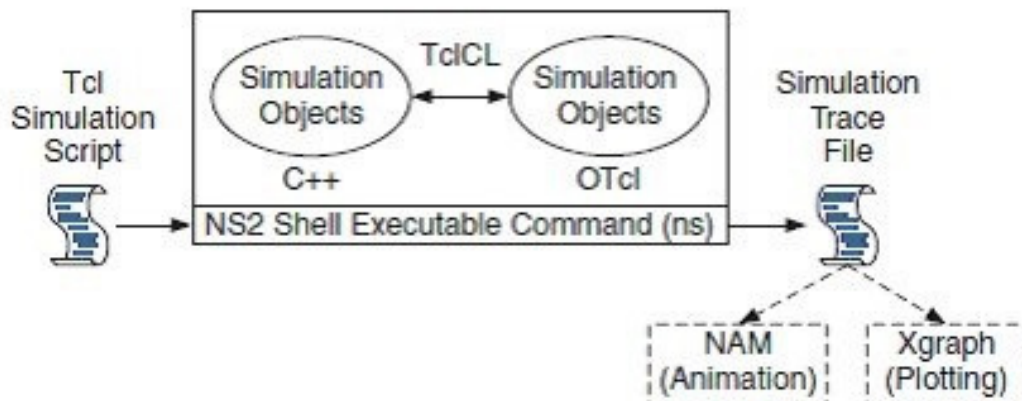 Tcl
Simulation
Script
TclCL
Simulation
Objects
C++
Simulation
Objects
OTcl
NS2 Shell Executable Command (ns)
Simulation
Trace
File
NAM
(Animation)
Xgraph
(Plotting)